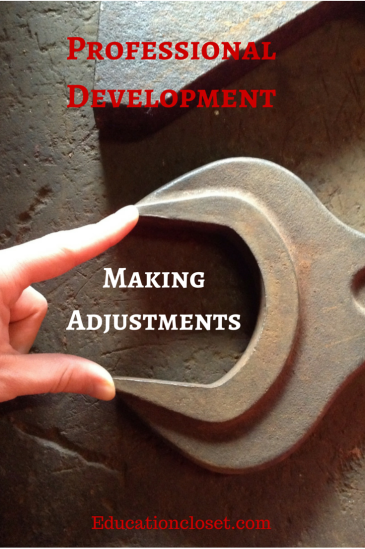 Professional
Development
Making
Adjustments
Educationcloset.com